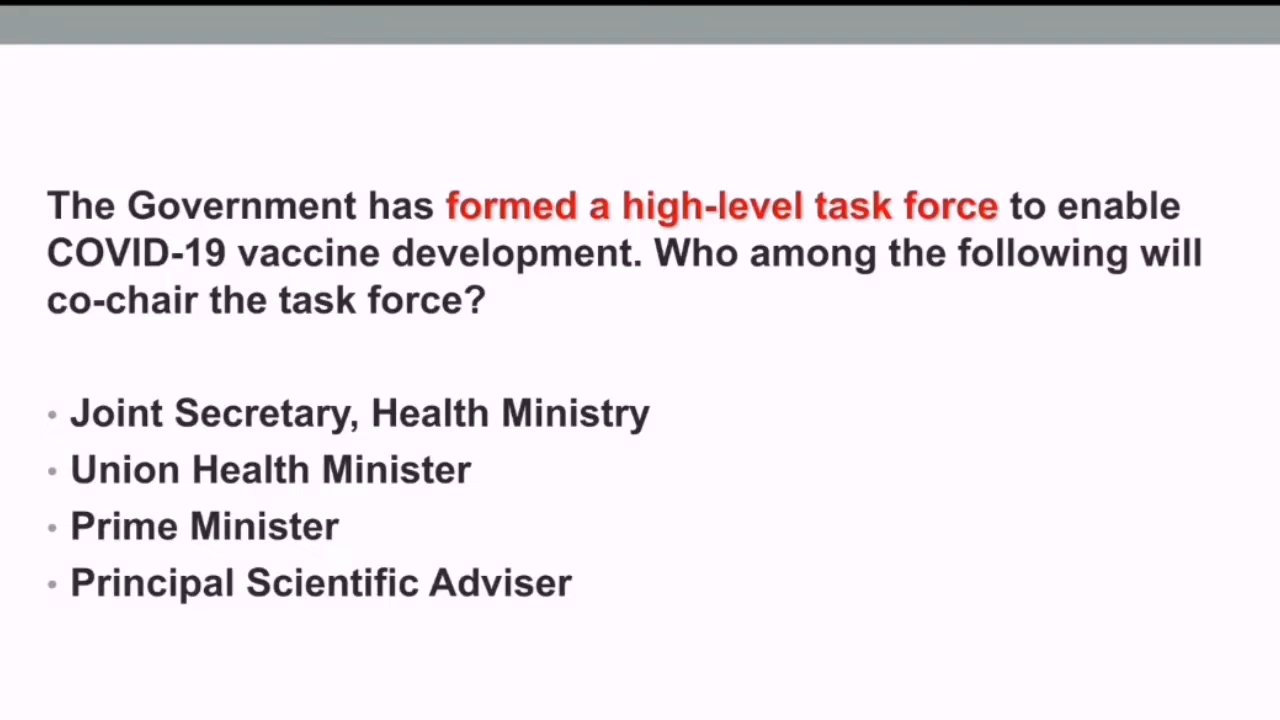 The Government has formed a high-level task force to enable
COVID-19 vaccine development. Who among the following will
co-chair the task force?
• Joint Secretary, Health Ministry
• Union Health Minister
• Prime Minister
• Principal Scientific Adviser